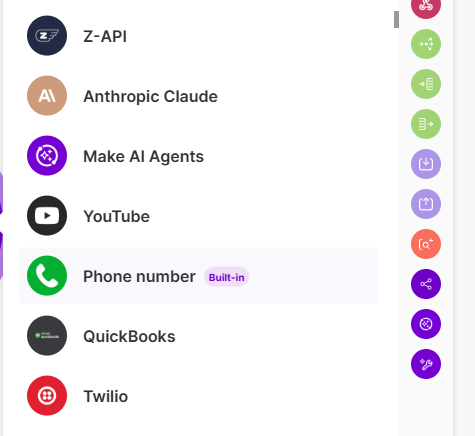 Z-API
Anthropic Claude
Make AI Agents
YouTube
Phone number Built-in
QuickBooks
Twilio